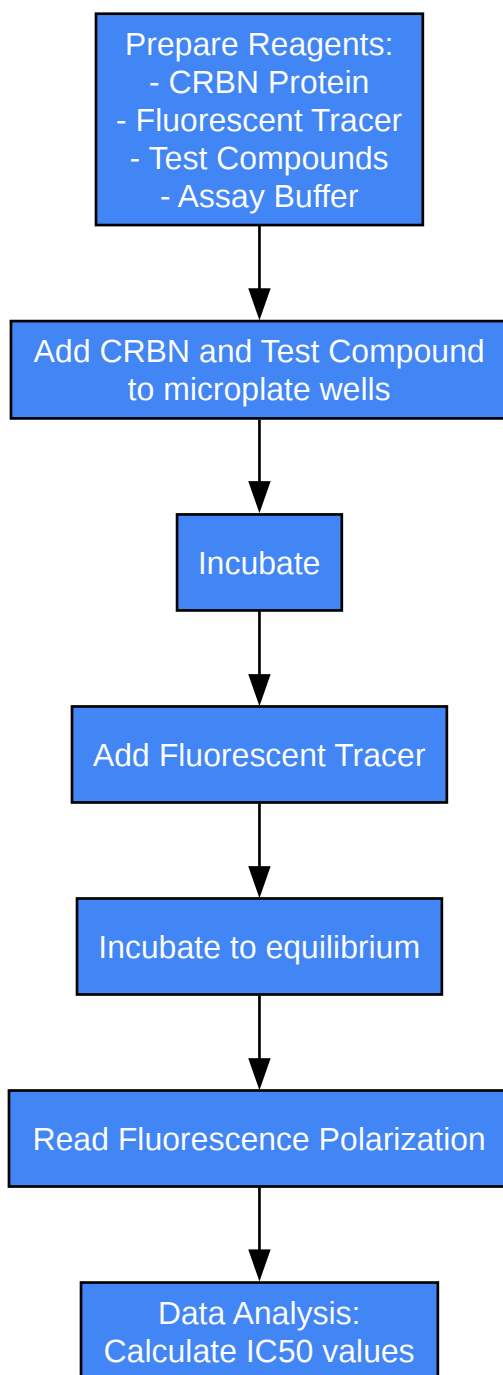 Prepare Reagents:
- CRBN Protein
- Fluorescent Tracer
- Test Compounds
- Assay Buffer
Add CRBN and Test Compound
to microplate wells
Incubate
Add Fluorescent Tracer
Incubate to equilibrium
Read Fluorescence Polarization
Data Analysis:
Calculate IC50 values